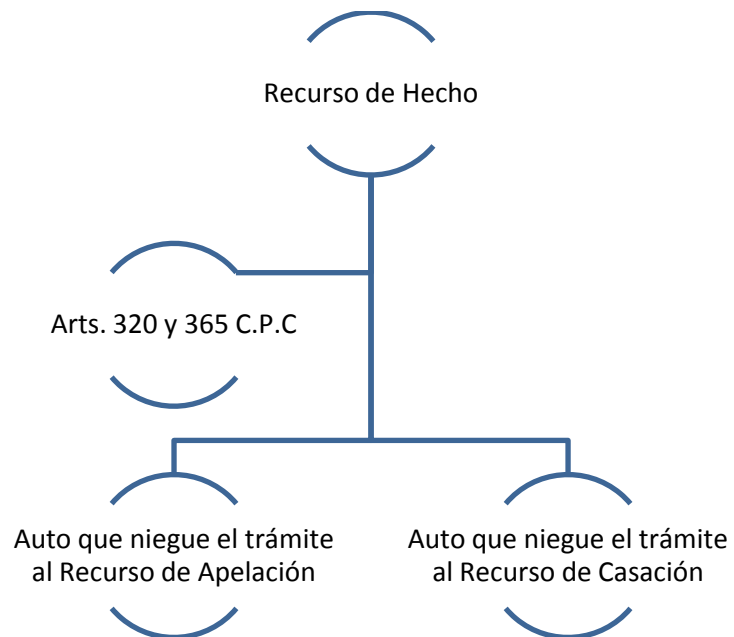 Recurso de Hecho
Arts. 320 y 365 C.P.C
Auto que niegue el trámite
al Recurso de Apelación
Auto que niegue el trámite
al Recurso de Casación